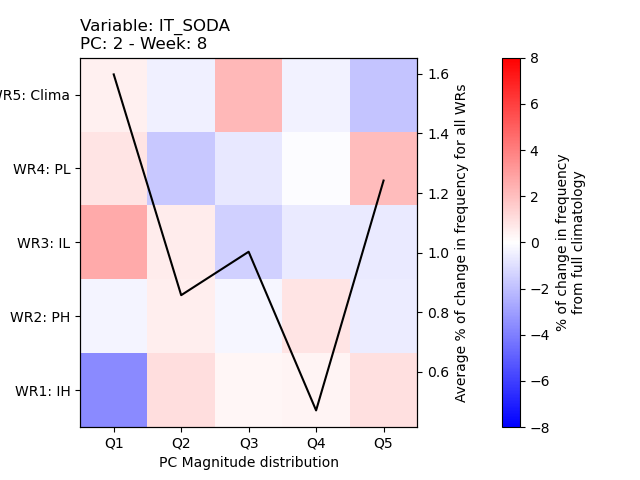 Variable: IT_SODA
PC: 2 - Week: 8
WR5: Clima
WR4: PL
WR3: IL
WR2: PH
WR1: IH
Q1 Q2 Q3 Q4 Q5
PC Magnitude distribution
1.6
1.4
1.2
1.0
0.8
0.6
Average % of change in frequency for all WRs
8
6
4
2
0
−2
−4
−6
−8
% of change in frequency
from full climatology